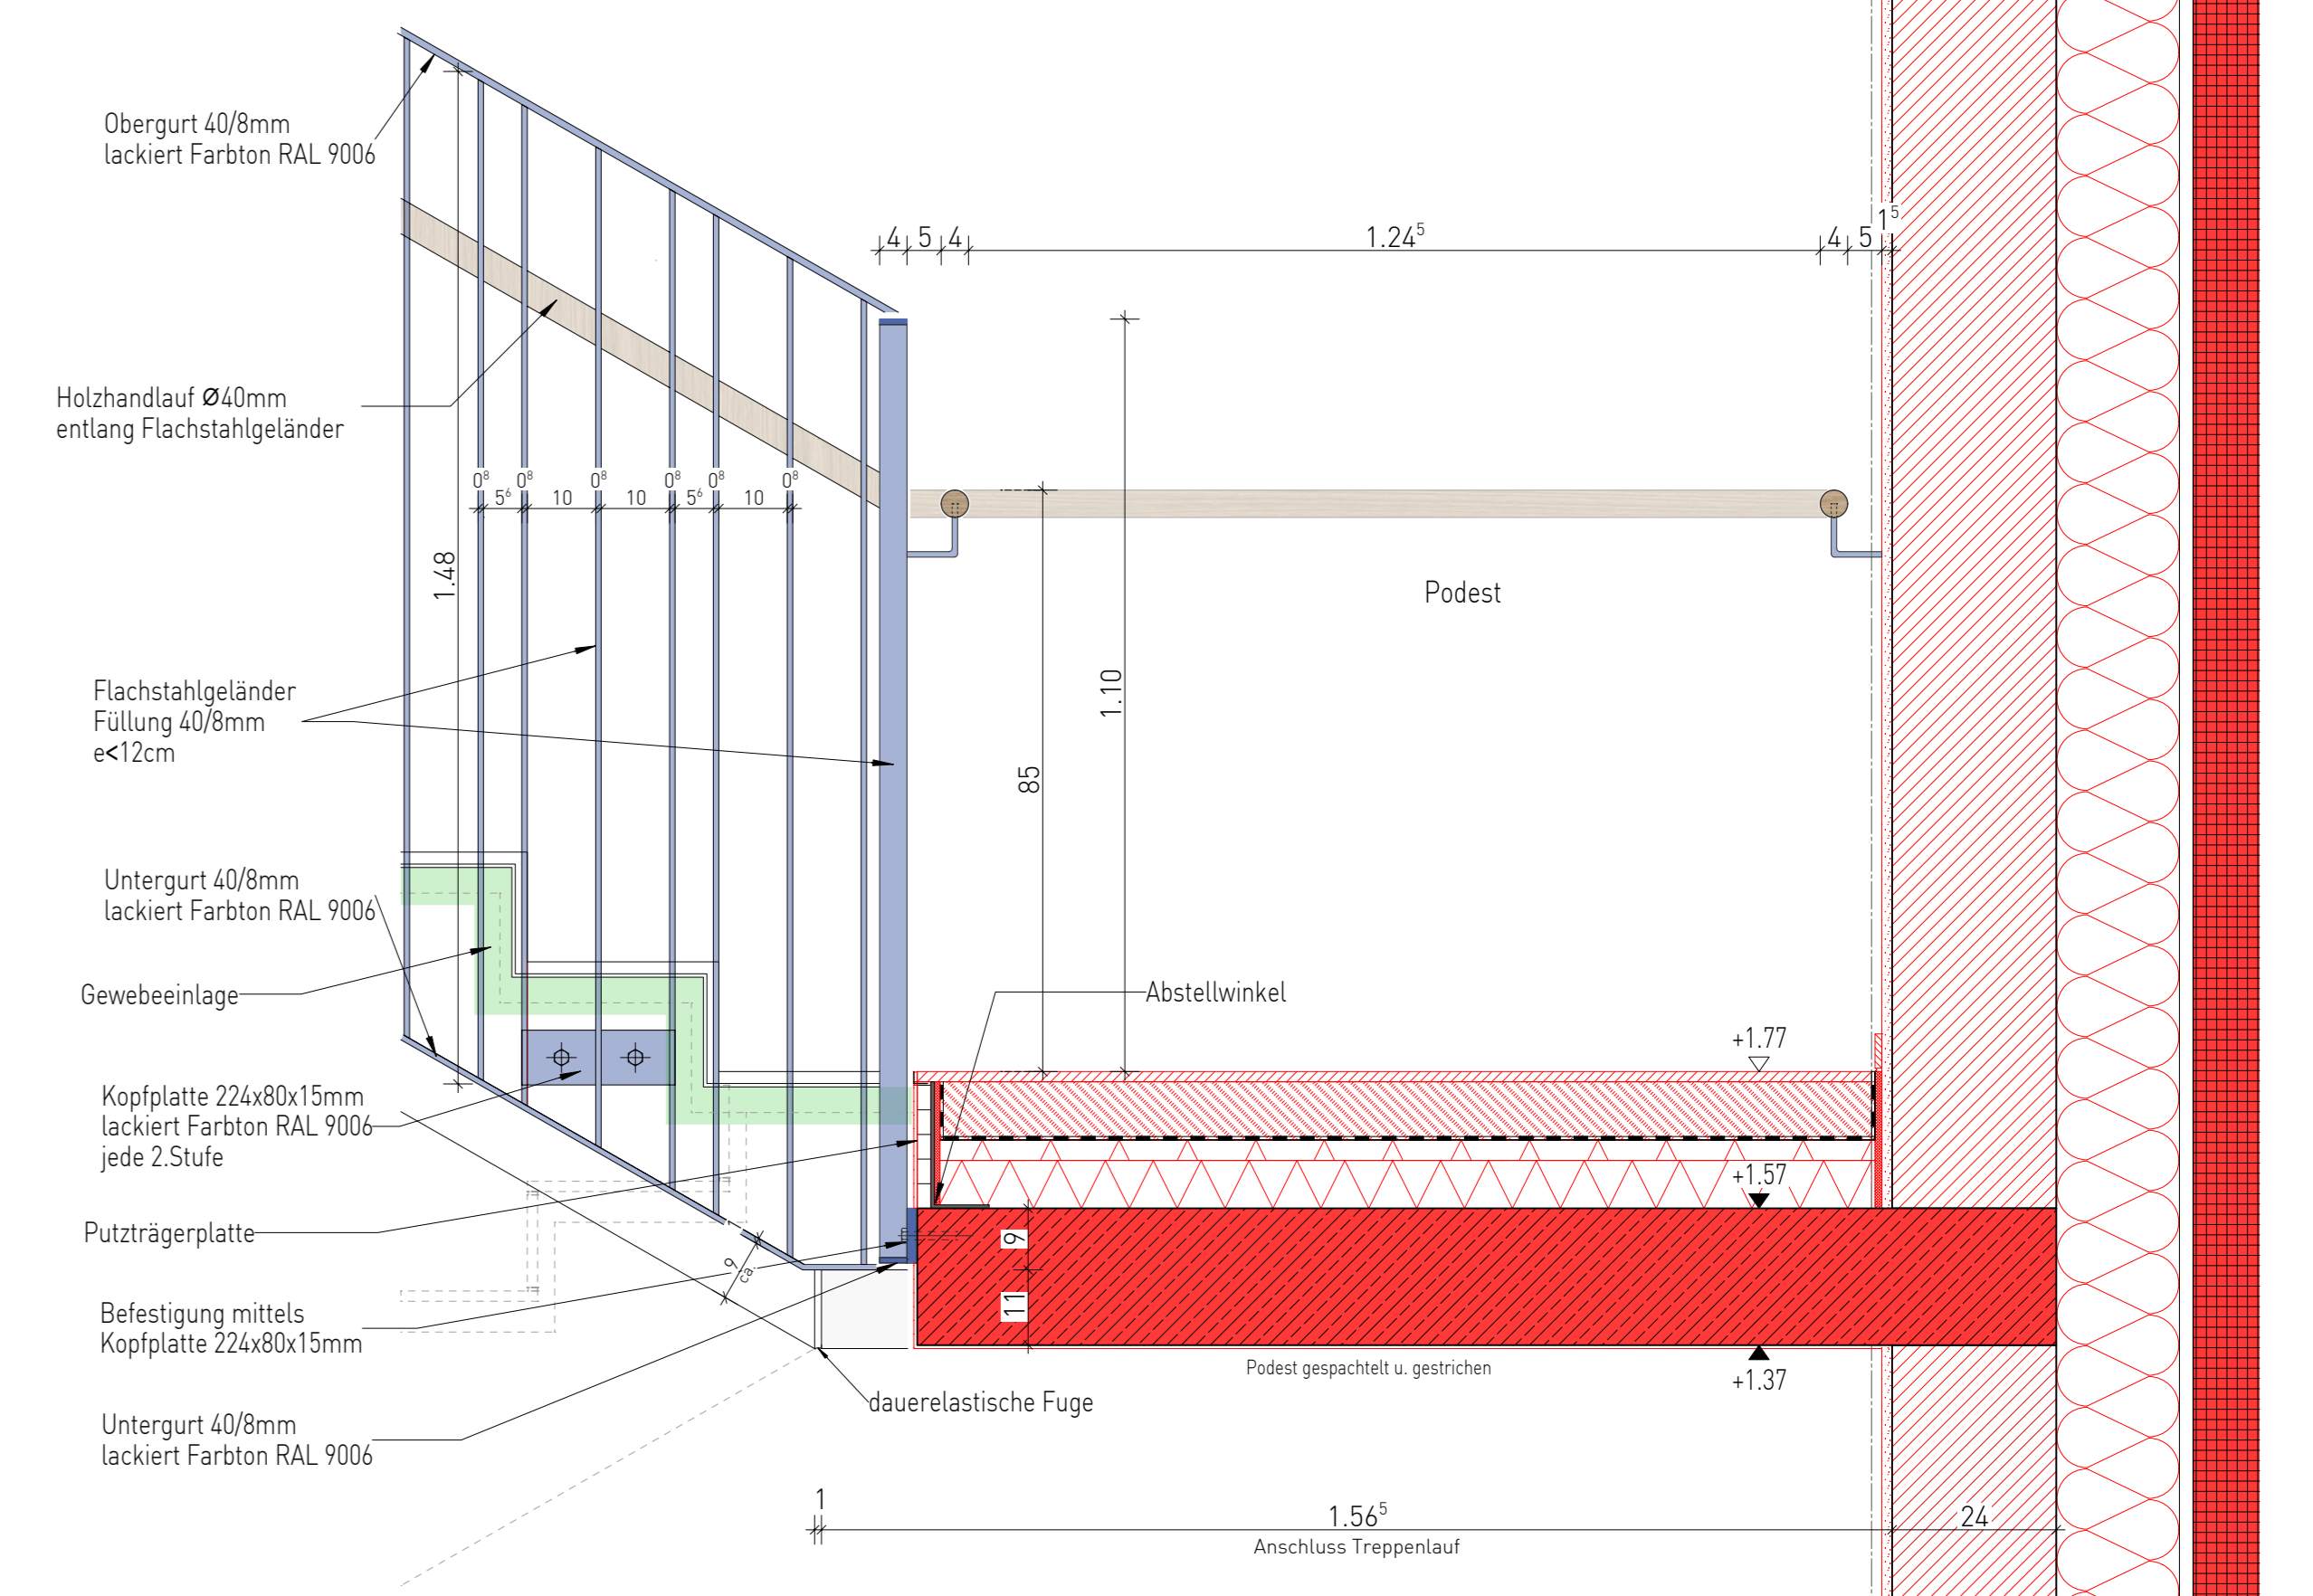 Obergurt 40/8mm
lackiert Farbton RAL 9006
4 5 4 1.24⁵ 4 5 1⁵
Holzhandlauf Ø40mm
entlang Flachstahlgeländer
0⁸ 0⁸ 0⁸ 0⁸ 0⁸ 0⁸
5⁶ 10 10 5⁶ 10
1.48
Podest
Flachstahlgeländer
Füllung 40/8mm
e<12cm
85
1.10
Untergurt 40/8mm
lackiert Farbton RAL 9006
Gewebeeinlage
Abstellwinkel
+1.77
Kopfplatte 224x80x15mm
lackiert Farbton RAL 9006
jede 2.Stufe
+1.57
Putzträgerplatte
9
ca.
9
11
Befestigung mittels
Kopfplatte 224x80x15mm
Podest gespachtelt u. gestrichen
+1.37
dauerelastische Fuge
Untergurt 40/8mm
lackiert Farbton RAL 9006
1 1.56⁵ 24
Anschluss Treppenlauf